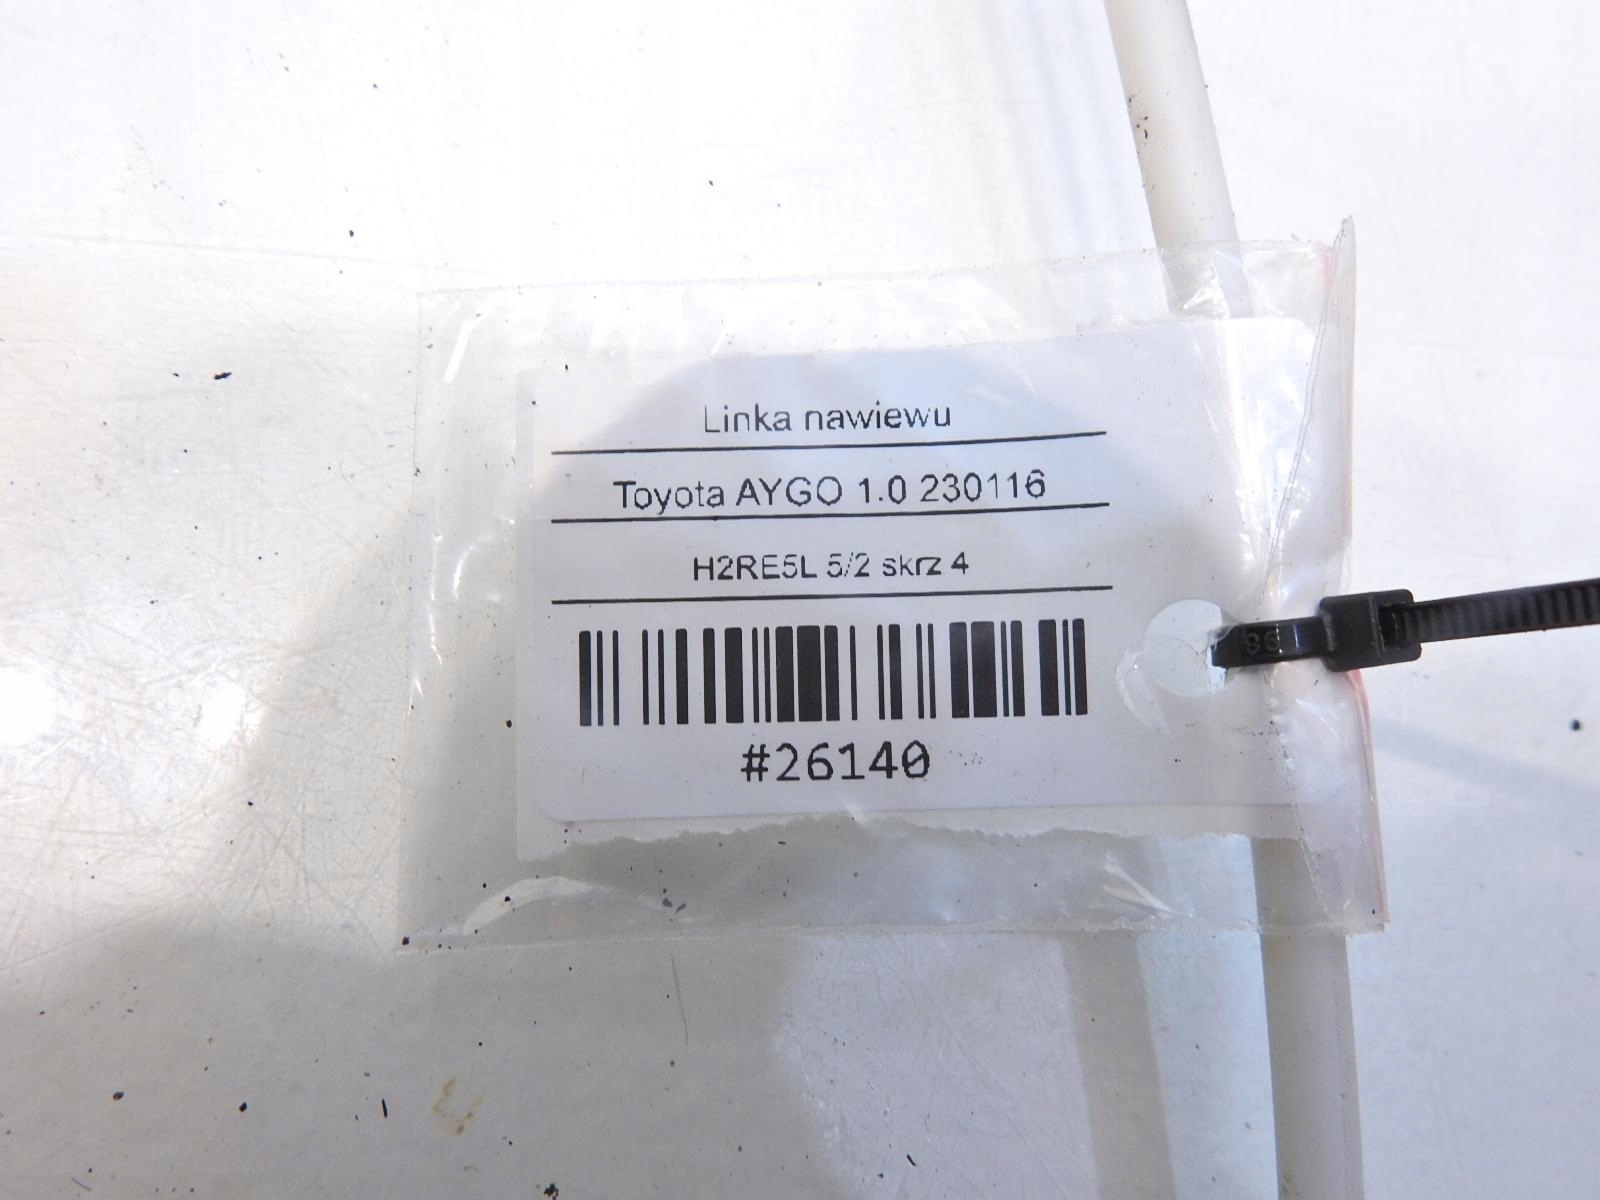 Linka nawiewu
Toyota AYGO 1.0 230116
H2RE5L 5/2 skrz 4
#26140